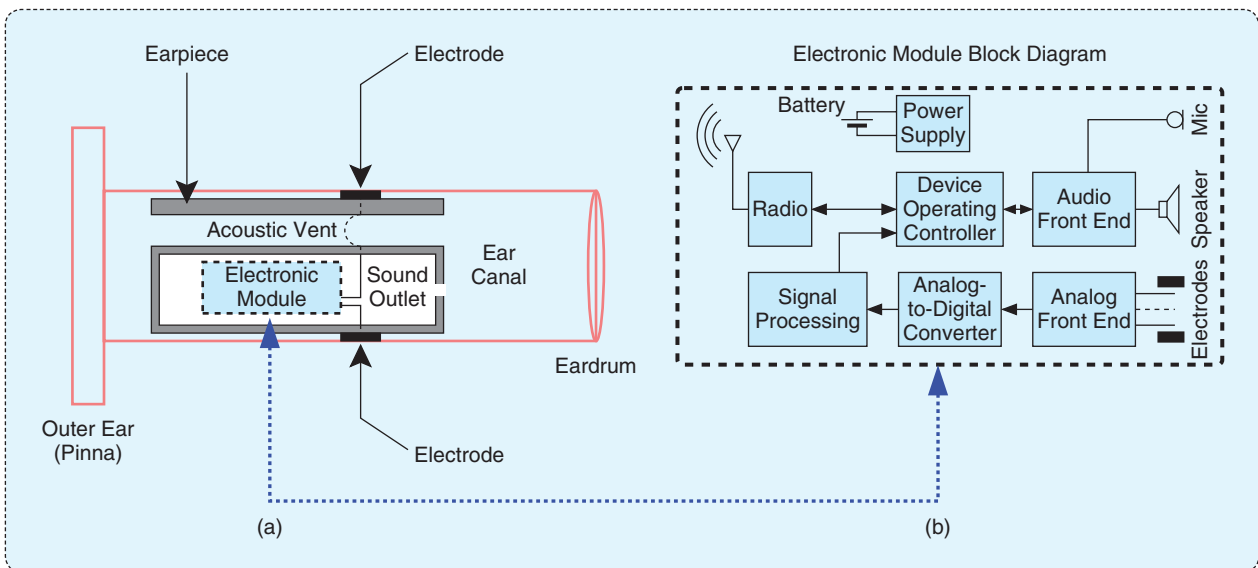 Earpiece
Electrode
Acoustic Vent
Electronic
Module
Sound
Outlet
Ear
Canal
Eardrum
Outer Ear
(Pinna)
Electrode
(a)
Electronic Module Block Diagram
Battery
Power
Supply
Mic
Radio
Device
Operating
Controller
Audio
Front End
Speaker
Signal
Processing
Analog-
to-Digital
Converter
Analog
Front End
Electrodes
(b)